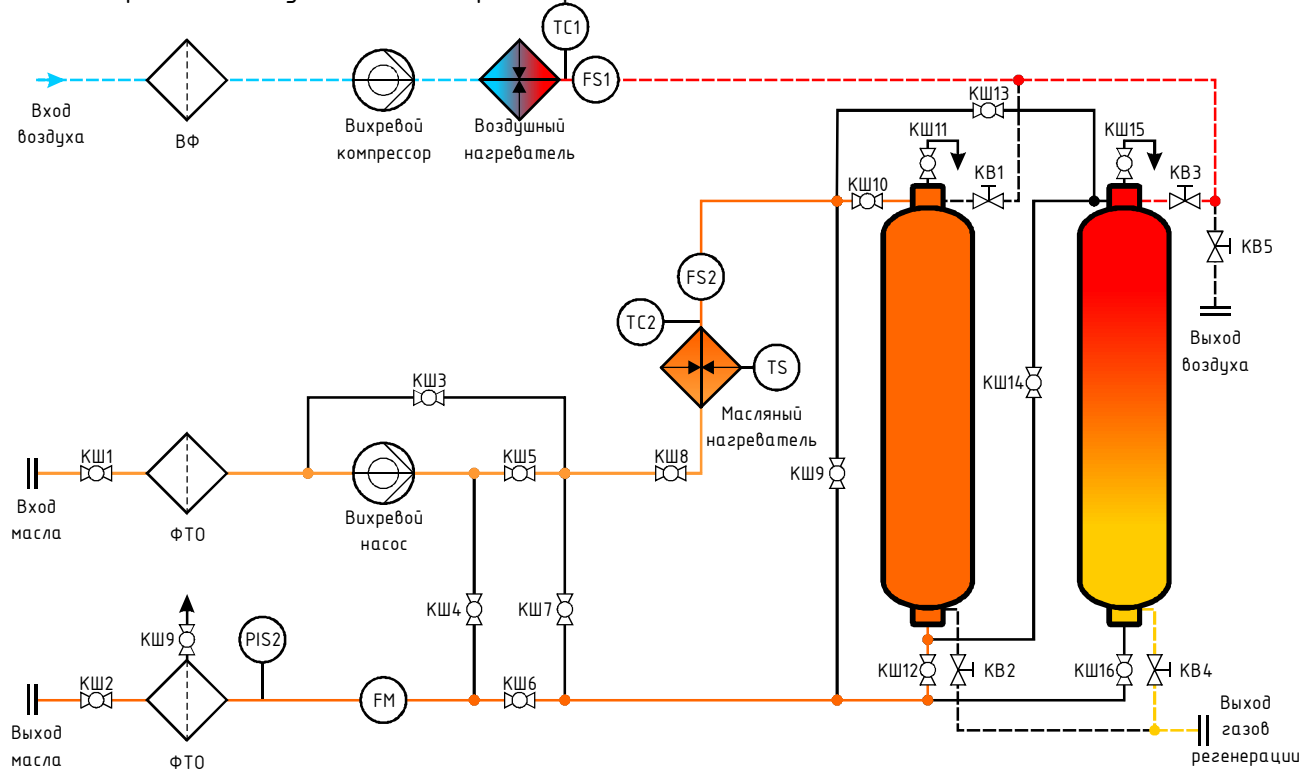 TC1
FS1
Вход
воздуха
ВФ
Вихревой
компрессор
Воздушный
нагреватель
КШ13
КШ11
КШ15
КШ10
КВ1
КВ3
КВ5
Выход
воздуха
FS2
TC2
TS
Масляный
нагреватель
КШ14
КШ3
КШ1
КШ5
КШ8
КШ9
Вход
масла
ФТО
Вихревой
насос
КШ4
КШ7
КШ9
PIS2
КШ2
FM
КШ6
КШ12
КВ2
КШ16
КВ4
Выход
масла
ФТО
Выход
газов
регенерации